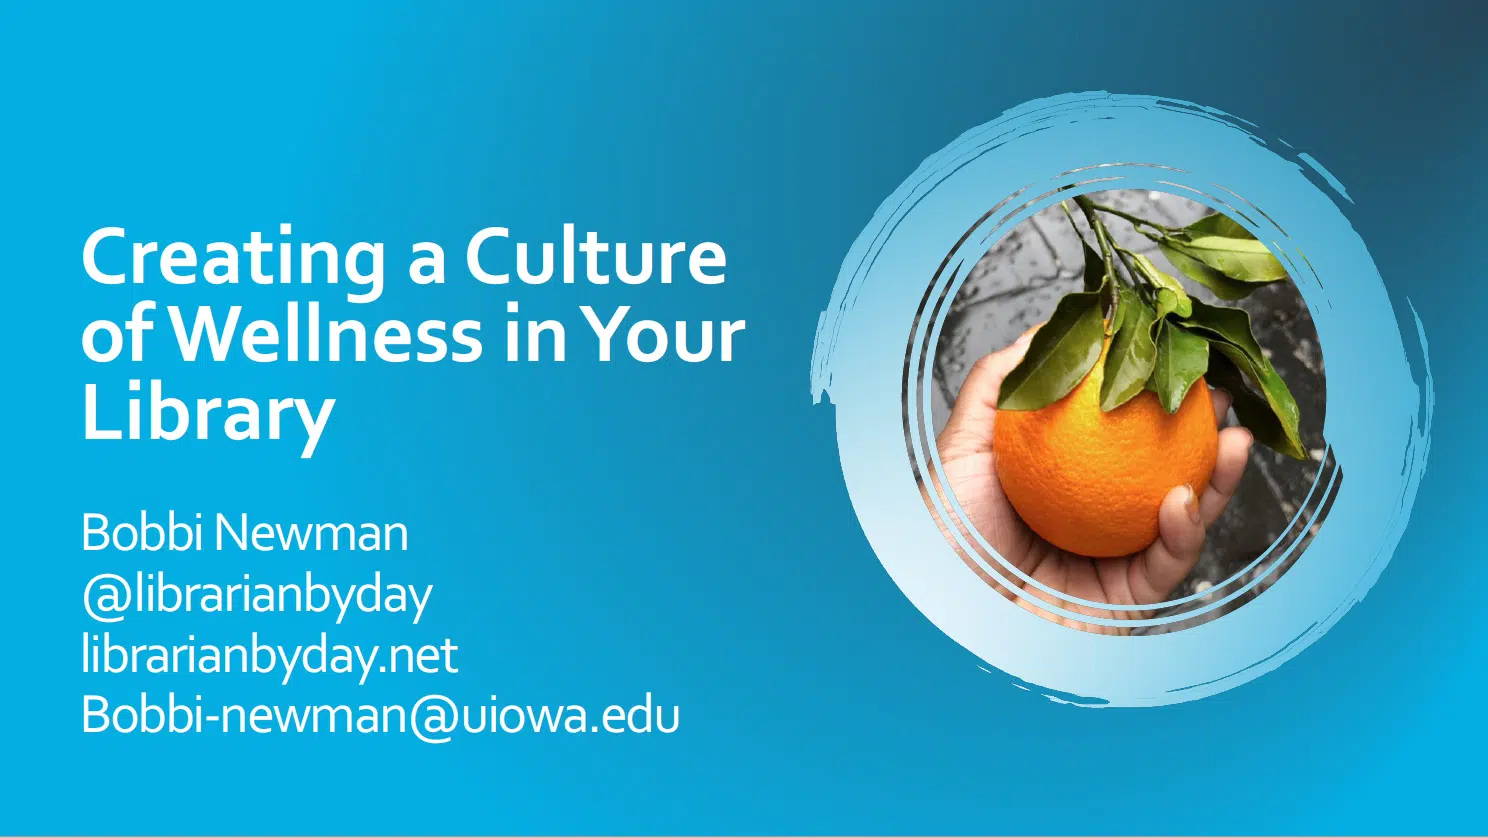 Creating a Culture
of Wellness in Your
Library
Bobbi Newman
@librarianbyday
librarianbyday.net
Bobbi-newman@uiowa.edu